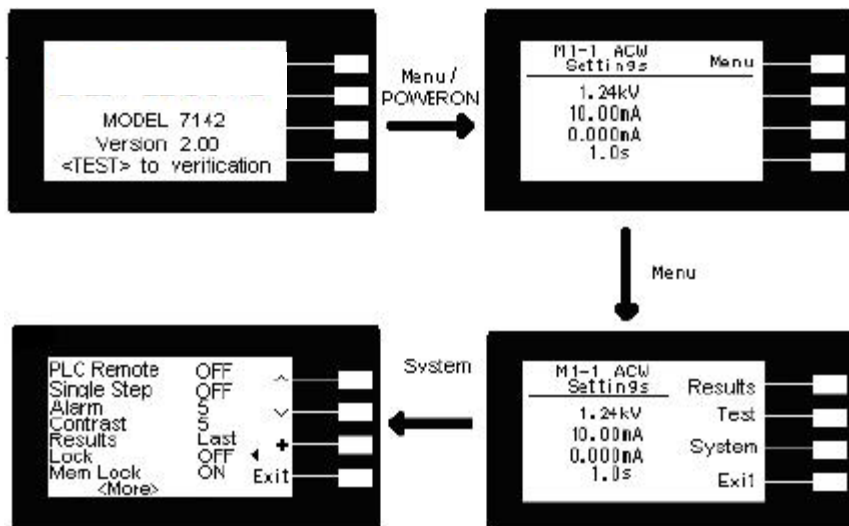 MODEL 7142
Version 2.00
<TEST> to verification
Menu /
POWERON
M1-1 ACW
Settings
Menu
1.24kV
10.00mA
0.000mA
1.0s
Menu
M1-1 ACW
Settings
Results
1.24kV
Test
10.00mA
System
0.000mA
1.0s
Exit
System
PLC Remote OFF
Single Step OFF ^
Alarm 5
Contrast 5 v
Results Last +
Lock OFF ◄
Mem Lock ON Exit
<More>